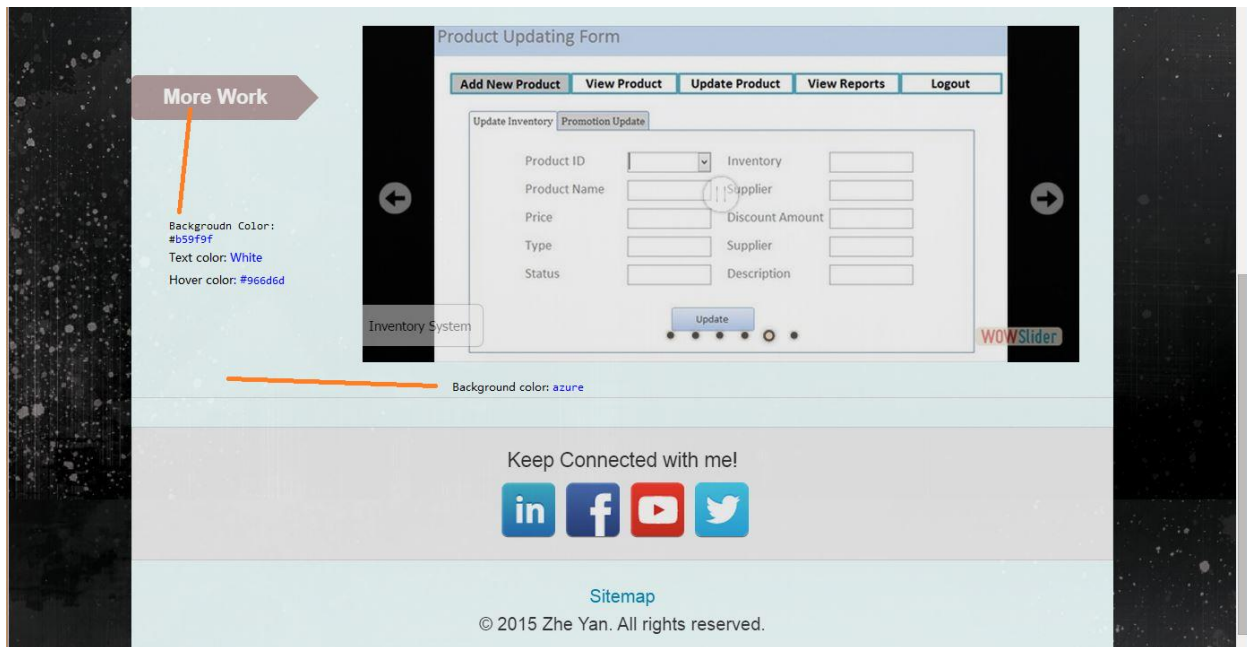 Product Updating Form
Add New Product View Product Update Product View Reports Logout
More Work
Update Inventory Promotion Update
Product ID Inventory
Product Name Supplier
Price Discount Amount
Type Supplier
Status Description
Backgroudn Color:
#b59f9f
Text color: White
Hover color: #966d6d
Update
Inventory System
WOWSlider
Background color: azure
Keep Connected with me!
in f
Sitemap
© 2015 Zhe Yan. All rights reserved.